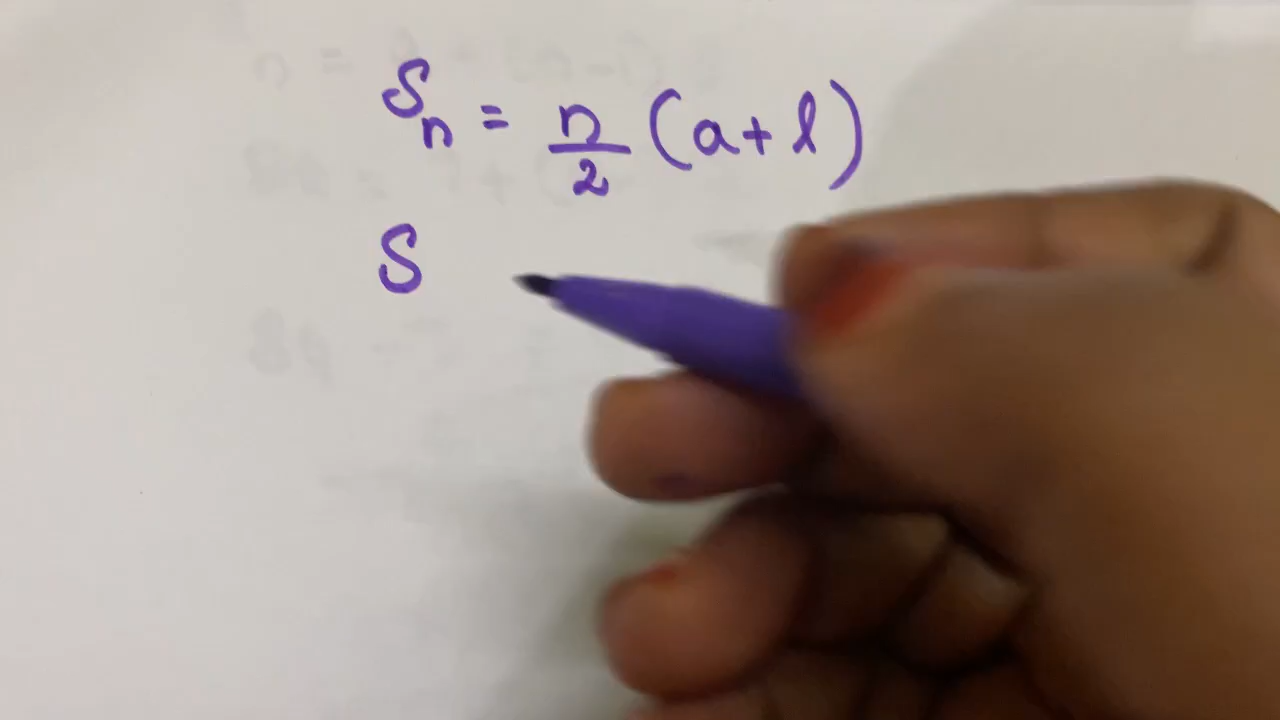 Sn = n/2 (a + l)
S